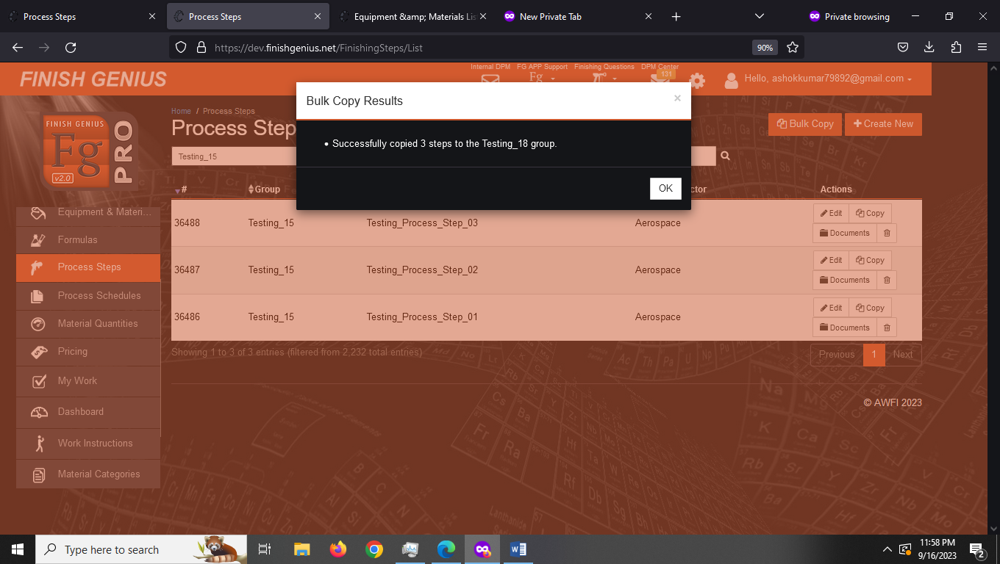 Process Steps
Process Steps
Equipment &amp; Materials Lis
New Private Tab
Private browsing
https://dev.finishgenius.net/FinishingSteps/List
90%
FINISH GENIUS
Internal DPM
FG APP Support
Finishing Questions
DPM Center
131
Fg
Hello, ashokkumar79892@gmail.com
FINISH GENIUS
Fg
v2.0
PRO
Equipment & Materi...
Formulas
Process Steps
Process Schedules
Material Quantities
Pricing
My Work
Dashboard
Work Instructions
Material Categories
Home / Process Steps
Process Step
Bulk Copy
Create New
Testing_15
Bulk Copy Results
×
Successfully copied 3 steps to the Testing_18 group.
OK
# Group ctor Actions
36488 Testing_15 Testing_Process_Step_03 Aerospace Edit Copy
Documents
36487 Testing_15 Testing_Process_Step_02 Aerospace Edit Copy
Documents
36486 Testing_15 Testing_Process_Step_01 Aerospace Edit Copy
Documents
Showing 1 to 3 of 3 entries (filtered from 2,232 total entries)
Previous 1 Next
© AWFI 2023
Type here to search
11:58 PM
9/16/2023
2